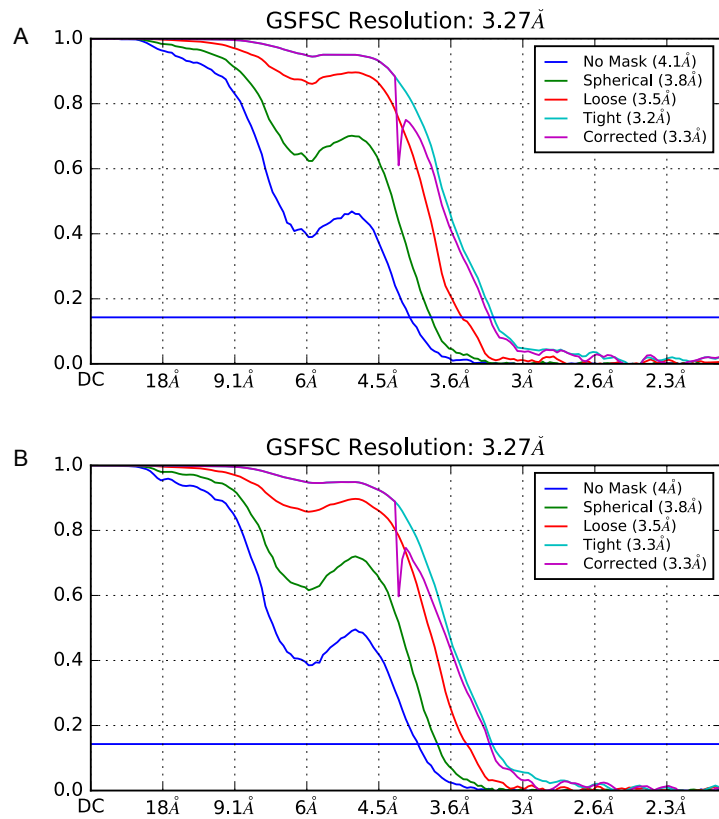 A
GSFSC Resolution: 3.27Å
1.0
0.8
0.6
0.4
0.2
0.0
No Mask (4.1Å)
Spherical (3.8Å)
Loose (3.5Å)
Tight (3.2Å)
Corrected (3.3Å)
DC 18Å 9.1Å 6Å 4.5Å 3.6Å 3Å 2.6Å 2.3Å
B
GSFSC Resolution: 3.27Å
1.0
0.8
0.6
0.4
0.2
0.0
No Mask (4Å)
Spherical (3.8Å)
Loose (3.5Å)
Tight (3.3Å)
Corrected (3.3Å)
DC 18Å 9.1Å 6Å 4.5Å 3.6Å 3Å 2.6Å 2.3Å